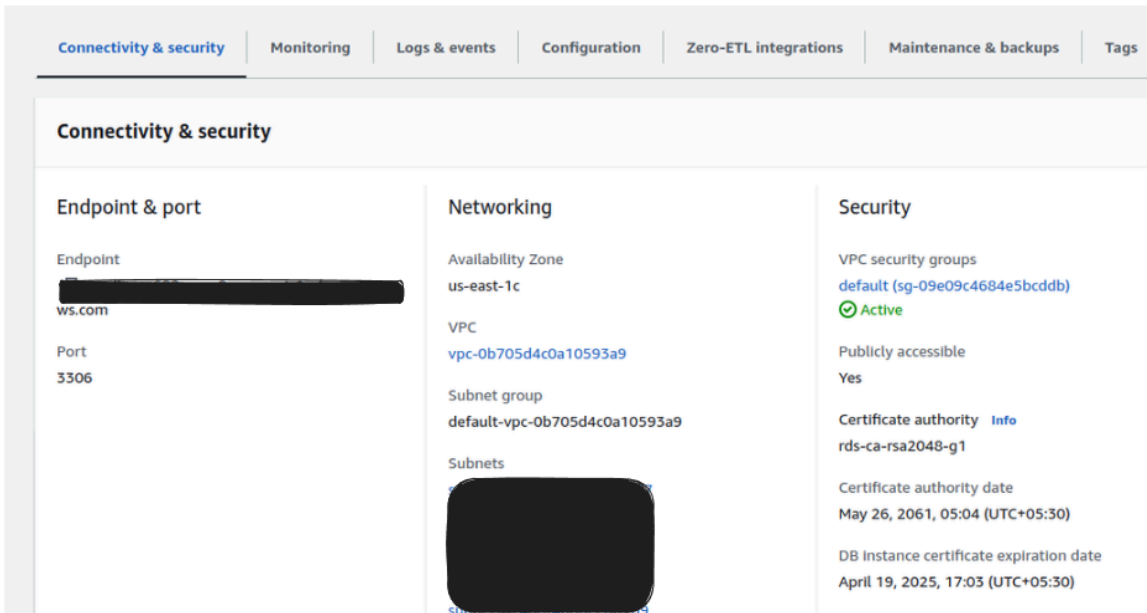 Connectivity & security
Monitoring
Logs & events
Configuration
Zero-ETL integrations
Maintenance & backups
Tags
Connectivity & security
Endpoint & port
Endpoint
ws.com
Port
3306
Networking
Availability Zone
us-east-1c
VPC
vpc-0b705d4c0a10593a9
Subnet group
default-vpc-0b705d4c0a10593a9
Subnets
Security
VPC security groups
default (sg-09e09c4684e5bcddb)
Active
Publicly accessible
Yes
Certificate authority Info
rds-ca-rsa2048-g1
Certificate authority date
May 26, 2061, 05:04 (UTC+05:30)
DB instance certificate expiration date
April 19, 2025, 17:03 (UTC+05:30)